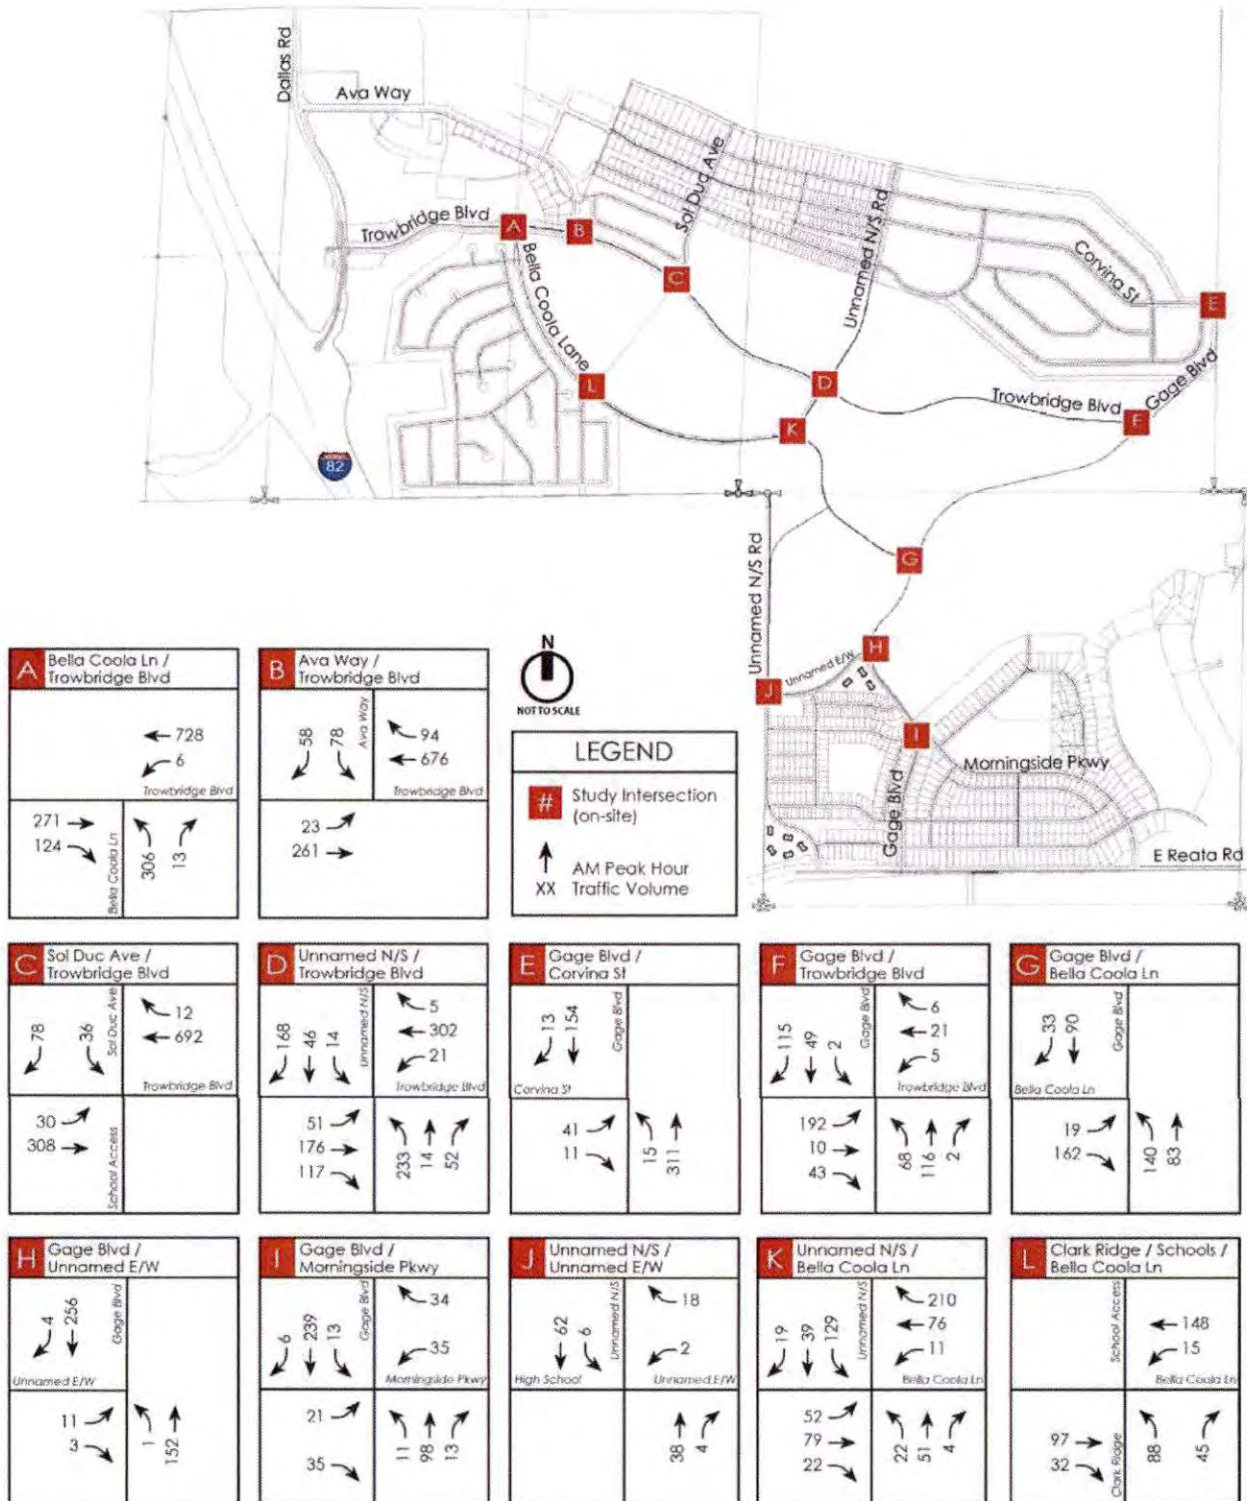 Dallas Rd
Ava Way
Sol Duc Ave
Unnamed N/S Rd
Trowbridge Blvd
A
B
Bella Coola Lane
C
Corvina St
E
D
L
Trowbridge Blvd
Gage Blvd
K
F
82
Unnamed N/S Rd
G
H
Unnamed E/W
J
I
Morningside Pkwy
Gage Blvd
E Reata Rd
N
NOT TO SCALE
LEGEND
# Study Intersection
(on-site)
AM Peak Hour
XX Traffic Volume
A Bella Coola Ln /
Trowbridge Blvd
728
6
Trowbridge Blvd
271
124
Bella Coola Ln
306
13
B Ava Way /
Trowbridge Blvd
58
78
Ava Way
94
676
Trowbridge Blvd
23
261
C Sol Duc Ave /
Trowbridge Blvd
78
36
Sol Duc Ave
12
692
Trowbridge Blvd
30
308
School Access
D Unnamed N/S /
Trowbridge Blvd
168
46
14
Unnamed N/S
5
302
21
Trowbridge Blvd
51
176
117
233
14
52
E Gage Blvd /
Corvina St
13
154
Gage Blvd
Corvina St
41
11
15
311
F Gage Blvd /
Trowbridge Blvd
115
49
2
Gage Blvd
6
21
5
Trowbridge Blvd
192
10
43
68
116
2
G Gage Blvd /
Bella Coola Ln
33
90
Gage Blvd
Bella Coola Ln
19
162
140
83
H Gage Blvd /
Unnamed E/W
4
256
Gage Blvd
Unnamed E/W
11
3
1
152
I Gage Blvd /
Morningside Pkwy
6
239
13
Gage Blvd
34
35
Morningside Pkwy
21
35
11
98
13
J Unnamed N/S /
Unnamed E/W
62
6
Unnamed N/S
18
2
High School
Unnamed E/W
38
4
K Unnamed N/S /
Bella Coola Ln
19
39
129
Unnamed N/S
210
76
11
Bella Coola Ln
52
79
22
22
51
4
L Clark Ridge / Schools /
Bella Coola Ln
School Access
148
15
Bella Coola Ln
97
32
Clark Ridge
88
45